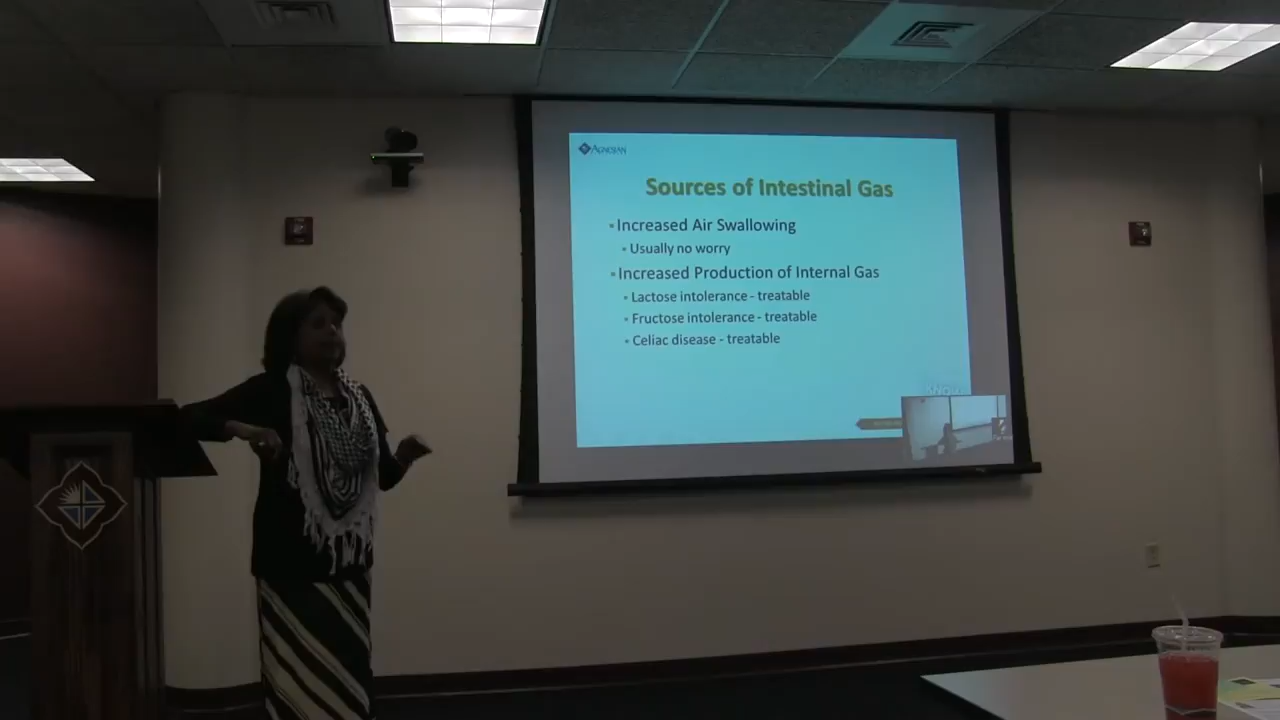 AGNESIAN
Sources of Intestinal Gas
▪ Increased Air Swallowing
▪ Usually no worry
▪ Increased Production of Internal Gas
▪ Lactose intolerance - treatable
▪ Fructose intolerance - treatable
▪ Celiac disease - treatable